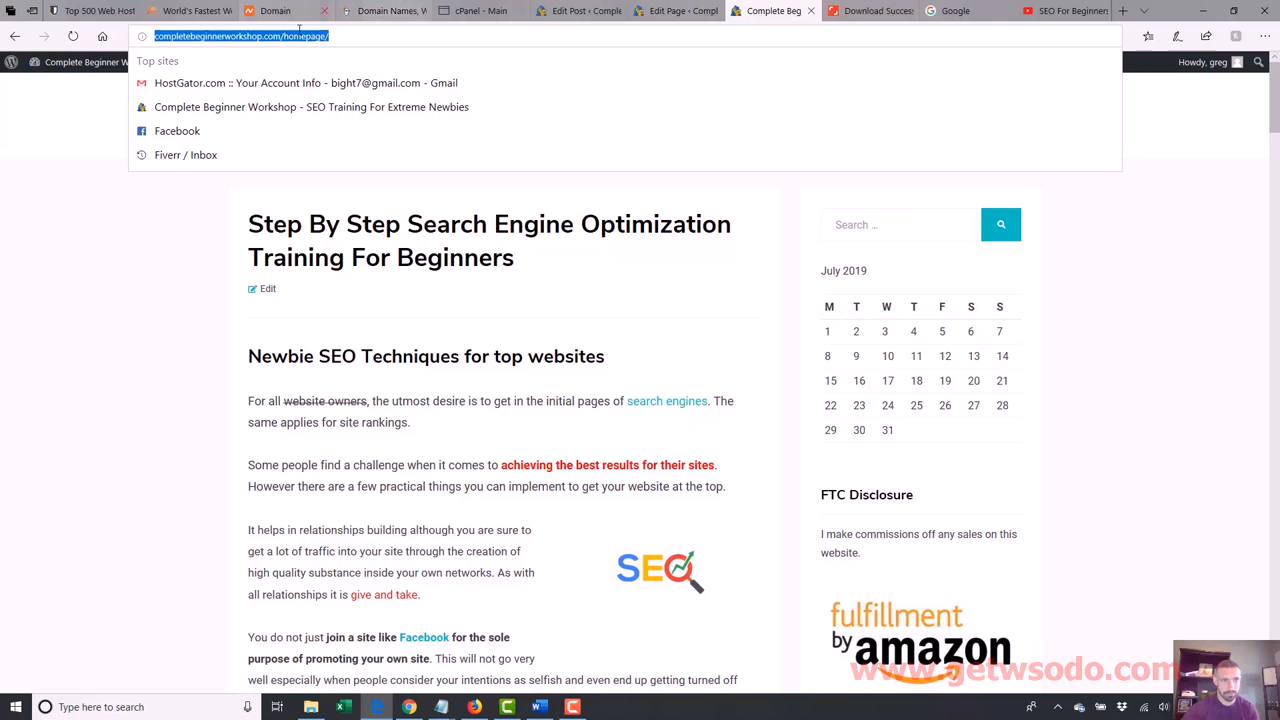 Top 500 Web
World's Fastest W
Domain
Domain Names, W
cPanel - Main
Edit Post ‹ Comple
Edit Page ‹ Compl
Complete Beginn
Download Success
Google
SEO For Beginners
completebeginnerworkshop.com/homepage/
Top sites
HostGator.com :: Your Account Info - bight7@gmail.com - Gmail
Complete Beginner Workshop - SEO Training For Extreme Newbies
Facebook
Fiverr / Inbox
Howdy, greg
Step By Step Search Engine Optimization
Training For Beginners
Edit
Newbie SEO Techniques for top websites
For all website owners, the utmost desire is to get in the initial pages of search engines. The
same applies for site rankings.
Some people find a challenge when it comes to achieving the best results for their sites.
However there are a few practical things you can implement to get your website at the top.
It helps in relationships building although you are sure to
get a lot of traffic into your site through the creation of
high quality substance inside your own networks. As with
all relationships it is give and take.
SEO
You do not just join a site like Facebook for the sole
purpose of promoting your own site. This will not go very
well especially when people consider your intentions as selfish and even end up getting turned off
Search …
July 2019
M T W T F S S
1 2 3 4 5 6 7
8 9 10 11 12 13 14
15 16 17 18 19 20 21
22 23 24 25 26 27 28
29 30 31
FTC Disclosure
I make commissions off any sales on this
website.
fulfillment
by amazon
www.getwsodo.com
Type here to search